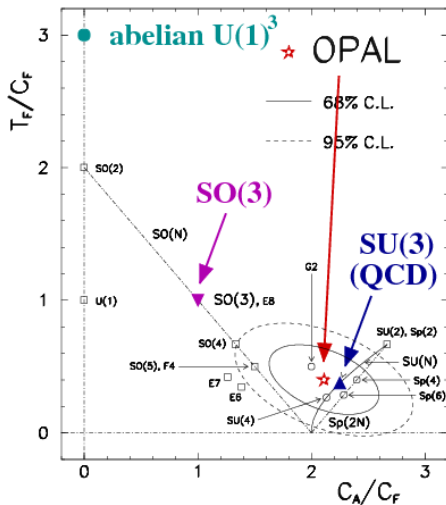 3
abelian U(1)³
OPAL
68% C.L.
95% C.L.
T_F/C_F
2
SO(2)
SO(3)
SO(N)
SU(3)
(QCD)
G2
1
U(1)
SO(3), E8
SU(2), Sp(2)
SO(4)
SU(N)
SO(5), F4
E7
E6
Sp(4)
Sp(6)
SU(4)
Sp(2N)
0
0
1
2
3
C_A/C_F